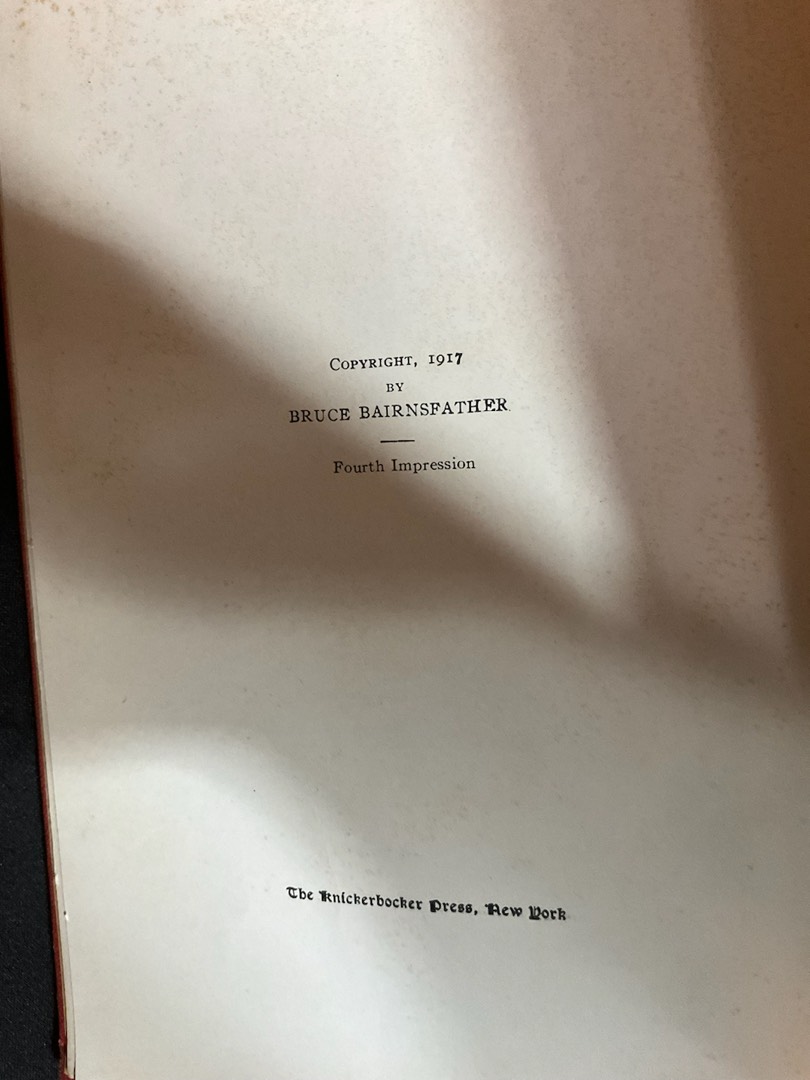 COPYRIGHT, 1917
BY
BRUCE BAIRNSFATHER
Fourth Impression
The Knickerbocker Press, New York